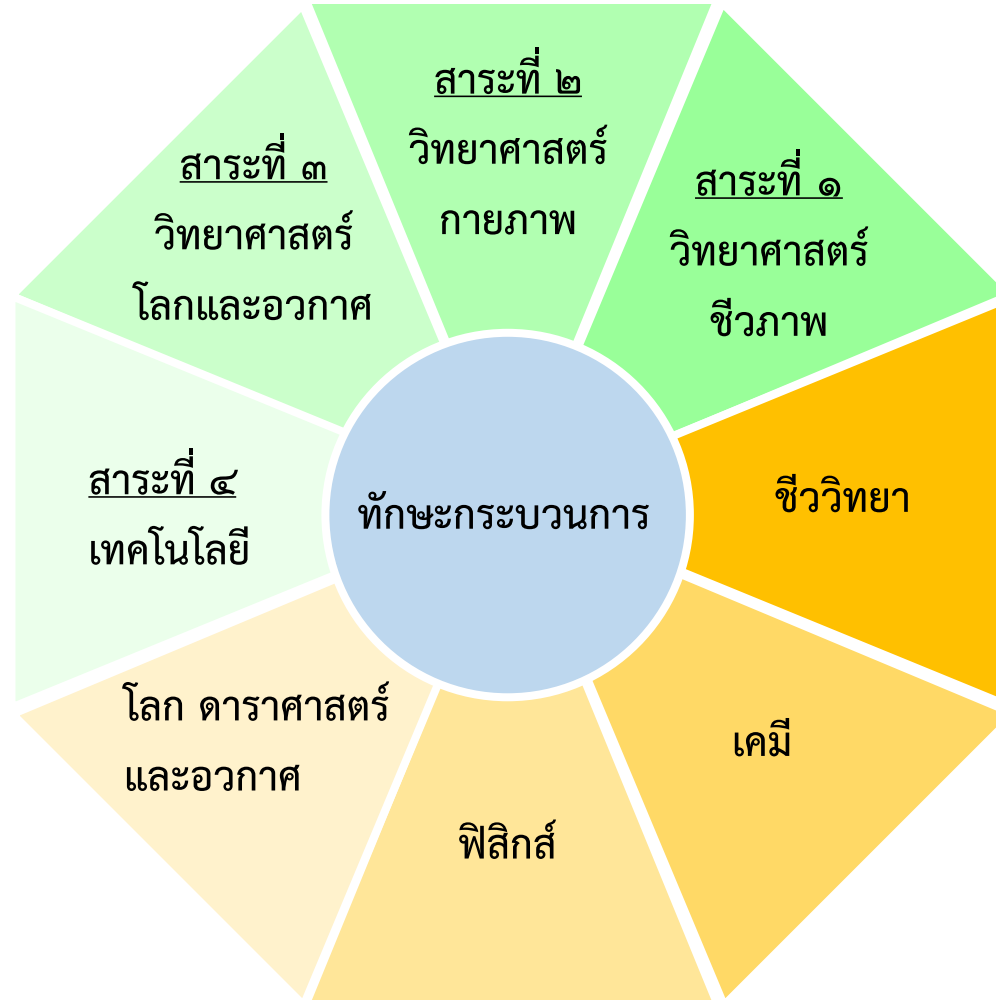 สาระที่ ๑
วิทยาศาสตร์
ชีวภาพ
สาระที่ ๒
วิทยาศาสตร์
กายภาพ
สาระที่ ๓
วิทยาศาสตร์
โลกและอวกาศ
สาระที่ ๔
เทคโนโลยี
ทักษะกระบวนการ
ชีววิทยา
เคมี
ฟิสิกส์
โลก ดาราศาสตร์
และอวกาศ